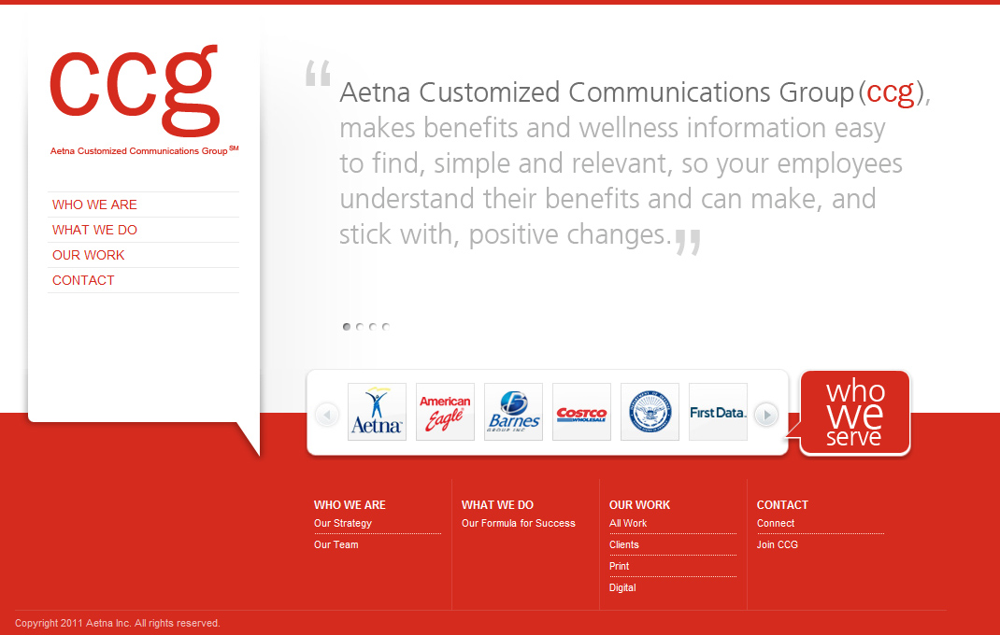 ccg
Aetna Customized Communications Group SM
WHO WE ARE
WHAT WE DO
OUR WORK
CONTACT
“ Aetna Customized Communications Group (ccg),
makes benefits and wellness information easy
to find, simple and relevant, so your employees
understand their benefits and can make, and
stick with, positive changes. ”
Aetna
American
Eagle
Barnes
GROUP INC
COSTCO
WHOLESALE
First Data.
who
we
serve
WHO WE ARE
Our Strategy
Our Team
WHAT WE DO
Our Formula for Success
OUR WORK
All Work
Clients
Print
Digital
CONTACT
Connect
Join CCG
Copyright 2011 Aetna Inc. All rights reserved.